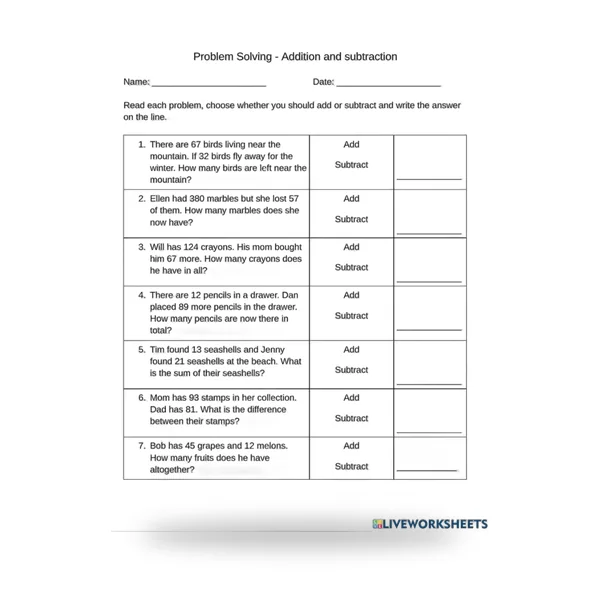 Problem Solving - Addition and subtraction
Name: ______________________ Date: ____________________
Read each problem, choose whether you should add or subtract and write the answer
on the line.
1. There are 67 birds living near the
mountain. If 32 birds fly away for the
winter. How many birds are left near the
mountain?
Add
Subtract
____________
2. Ellen had 380 marbles but she lost 57
of them. How many marbles does she
now have?
Add
Subtract
____________
3. Will has 124 crayons. His mom bought
him 67 more. How many crayons does
he have in all?
Add
Subtract
____________
4. There are 12 pencils in a drawer. Dan
placed 89 more pencils in the drawer.
How many pencils are now there in
total?
Add
Subtract
____________
5. Tim found 13 seashells and Jenny
found 21 seashells at the beach. What
is the sum of their seashells?
Add
Subtract
____________
6. Mom has 93 stamps in her collection.
Dad has 81. What is the difference
between their stamps?
Add
Subtract
____________
7. Bob has 45 grapes and 12 melons.
How many fruits does he have
altogether?
Add
Subtract
____________
LIVEWORKSHEETS